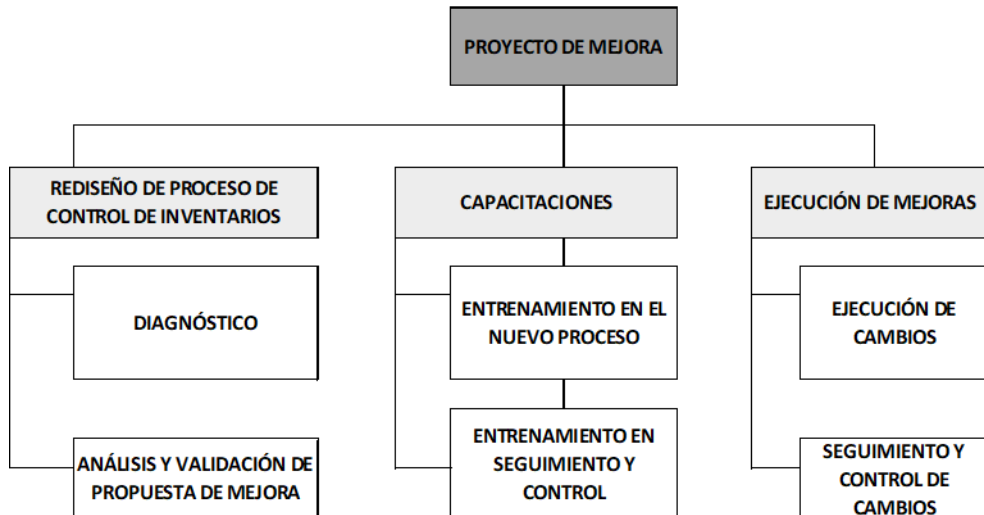 PROYECTO DE MEJORA
REDISEÑO DE PROCESO DE
CONTROL DE INVENTARIOS
CAPACITACIONES
EJECUCIÓN DE MEJORAS
DIAGNÓSTICO
ENTRENAMIENTO EN EL
NUEVO PROCESO
EJECUCIÓN DE
CAMBIOS
ANÁLISIS Y VALIDACIÓN DE
PROPUESTA DE MEJORA
ENTRENAMIENTO EN
SEGUIMIENTO Y
CONTROL
SEGUIMIENTO Y
CONTROL DE
CAMBIOS